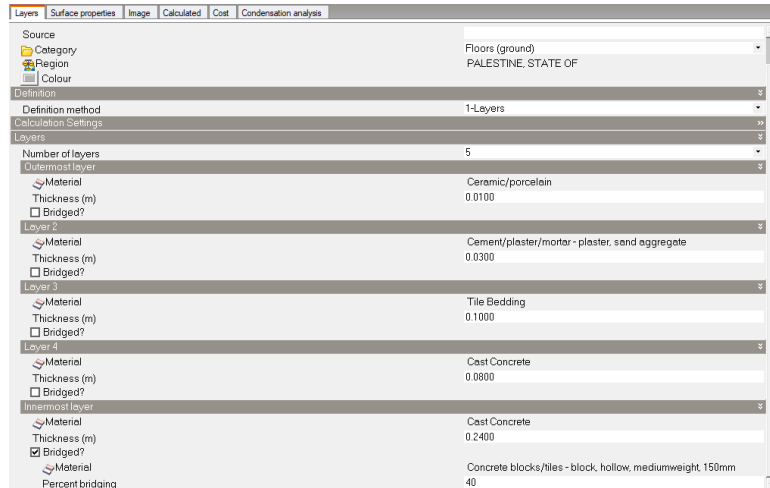 Layers Surface properties Image Calculated Cost Condensation analysis
Source
Category Floors (ground)
Region PALESTINE, STATE OF
Colour
Definition
Definition method 1-Layers
Calculation Settings
Layers
Number of layers 5
Outermost layer
Material Ceramic/porcelain
Thickness (m) 0.0100
Bridged?
Layer 2
Material Cement/plaster/mortar - plaster, sand aggregate
Thickness (m) 0.0300
Bridged?
Layer 3
Material Tile Bedding
Thickness (m) 0.1000
Bridged?
Layer 4
Material Cast Concrete
Thickness (m) 0.0800
Bridged?
Innermost layer
Material Cast Concrete
Thickness (m) 0.2400
Bridged?
Material Concrete blocks/tiles - block, hollow, mediumweight, 150mm
Percent bridging 40